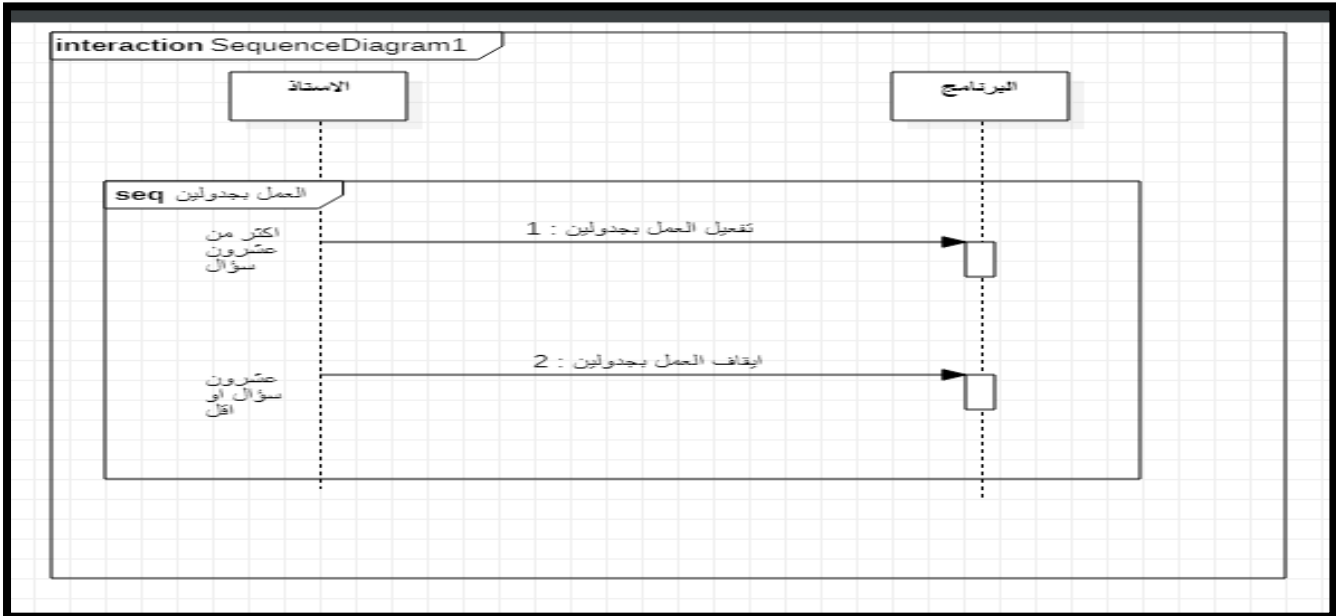 interaction SequenceDiagram1
الاستاذ
البرنامج
seq العمل بجدولين
اكثر من
عشرون
سؤال
1 : تفعيل العمل بجدولين
2 : ايقاف العمل بجدولين
عشرون
سؤال او
اقل